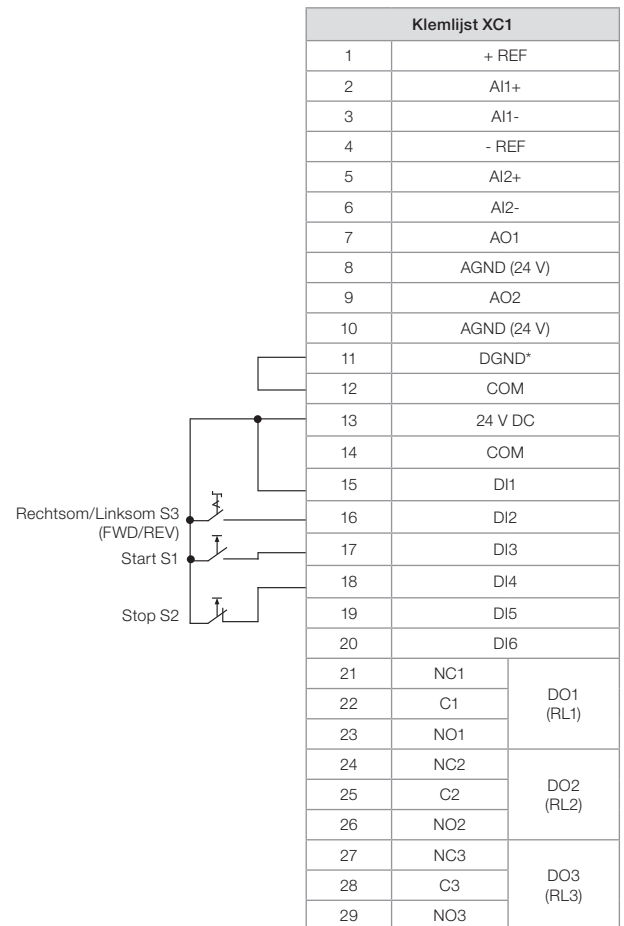 Klemlijst XC1
1 + REF
2 AI1+
3 AI1-
4 - REF
5 AI2+
6 AI2-
7 AO1
8 AGND (24 V)
9 AO2
10 AGND (24 V)
11 DGND*
12 COM
13 24 V DC
14 COM
15 DI1
Rechtsom/Linksom S3
(FWD/REV)
16 DI2
Start S1
17 DI3
18 DI4
Stop S2
19 DI5
20 DI6
21 NC1
22 C1
23 NO1
DO1
(RL1)
24 NC2
25 C2
26 NO2
DO2
(RL2)
27 NC3
28 C3
29 NO3
DO3
(RL3)